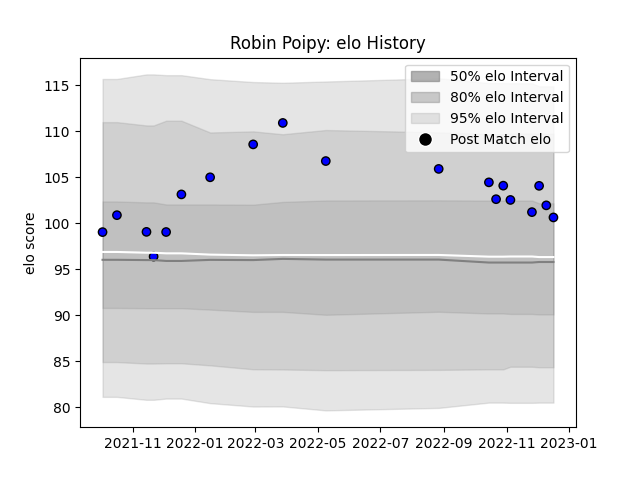 Robin Poipy: elo History
50% elo Interval
80% elo Interval
95% elo Interval
Post Match elo
elo score
115
110
105
100
95
90
85
80
2021-11 2022-01 2022-03 2022-05 2022-07 2022-09 2022-11 2023-01